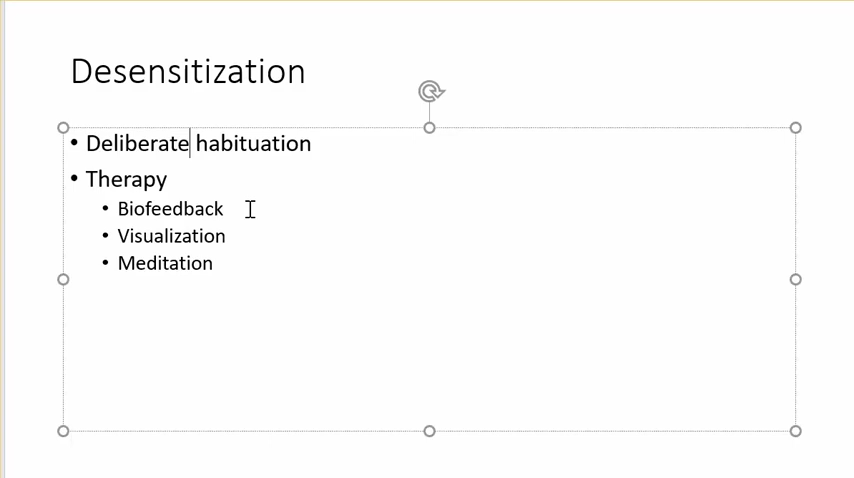 Desensitization
• Deliberate habituation
• Therapy
• Biofeedback
• Visualization
• Meditation